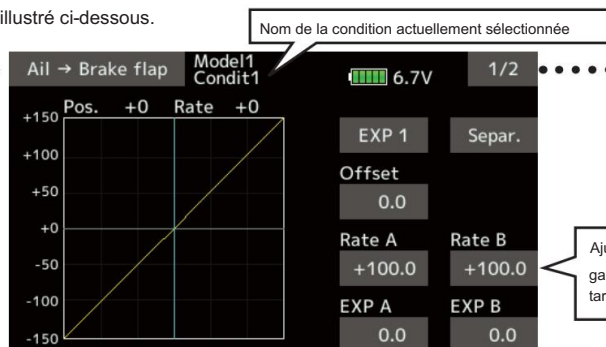 illustré ci-dessous.
Nom de la condition actuellement sélectionnée
Ail → Brake flap
Model1
Condit1
6.7V
1/2
Pos. +0 Rate +0
+150
+100
+50
+0
-50
-100
-150
EXP 1
Separ.
Offset
0.0
Rate A
Rate B
+100.0
+100.0
EXP A
EXP B
0.0
0.0